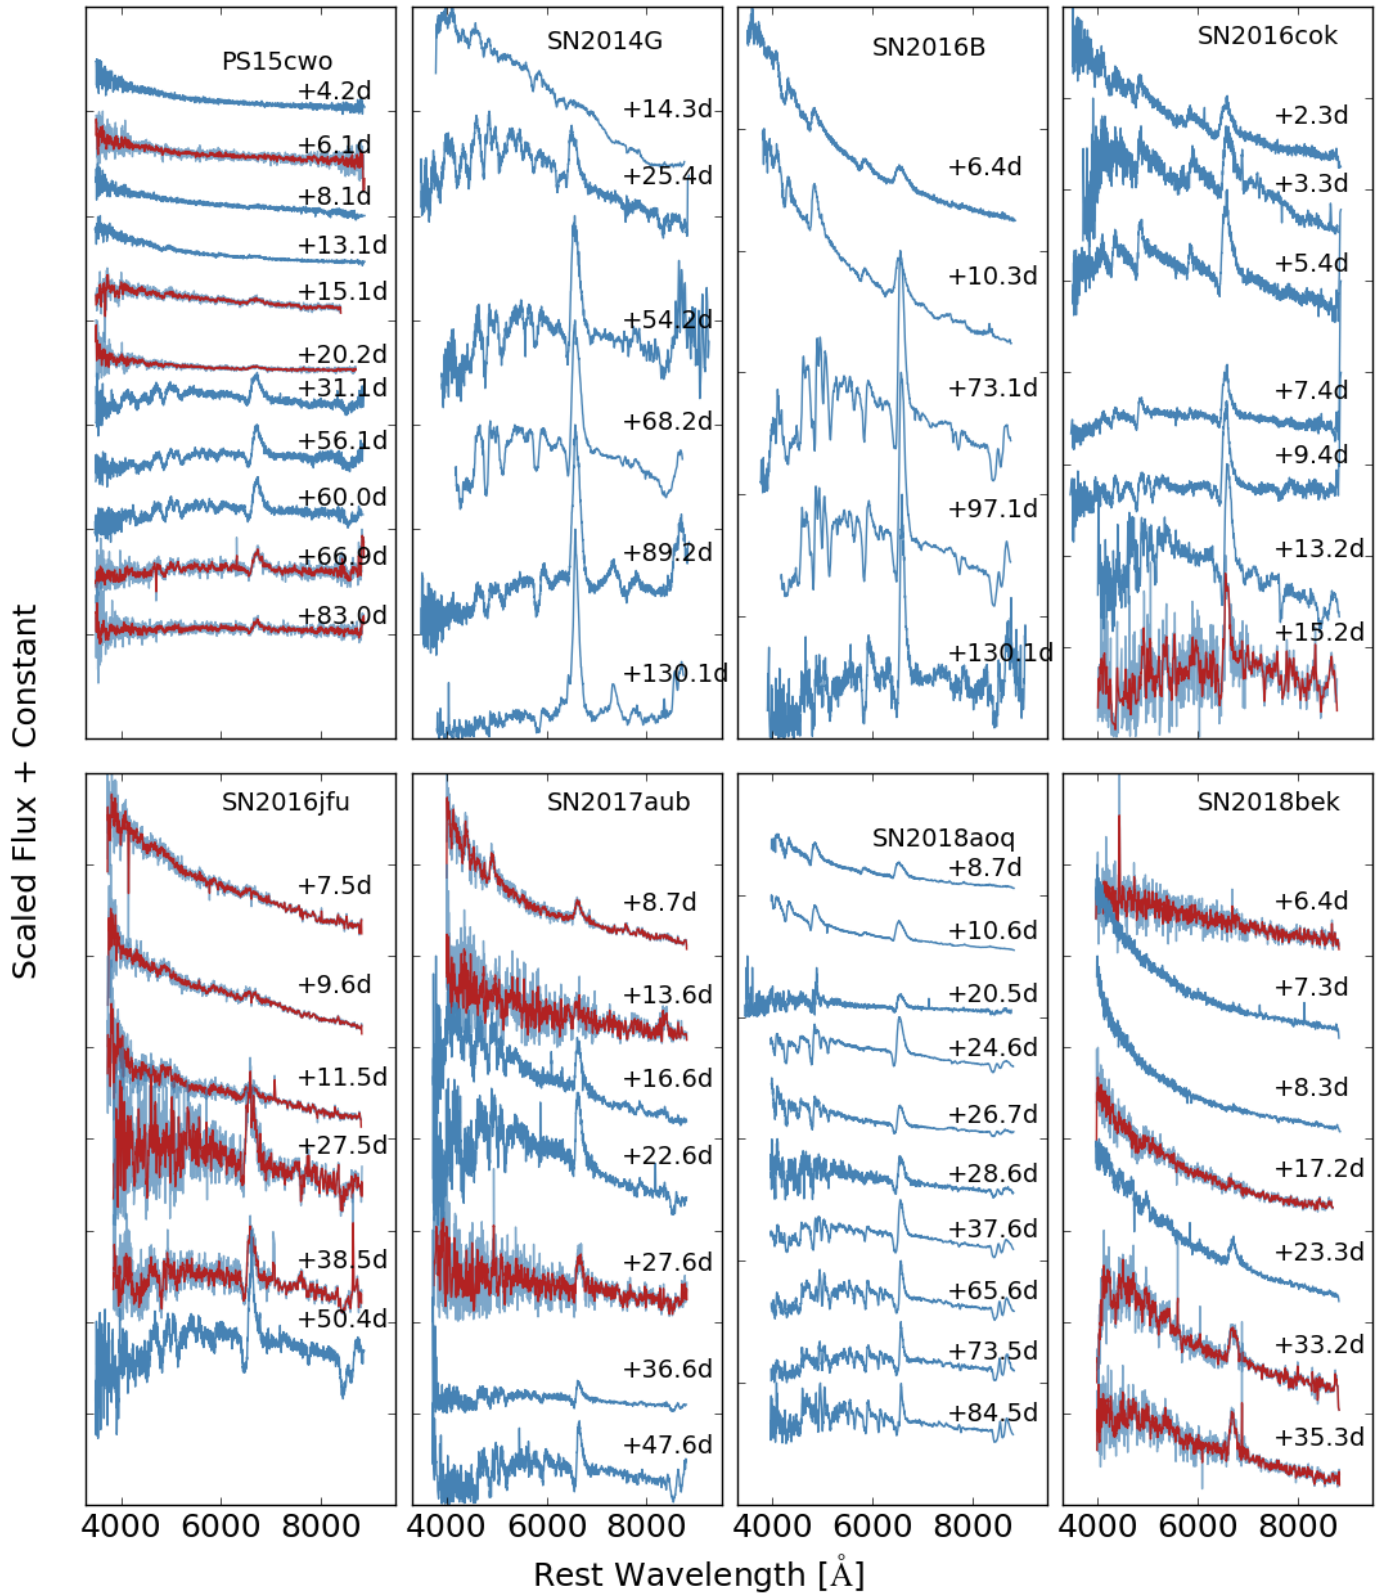 PS15cwo
+4.2d
+6.1d
+8.1d
+13.1d
+15.1d
+20.2d
+31.1d
+56.1d
+60.0d
+66.9d
+83.0d
SN2014G
+14.3d
+25.4d
+54.2d
+68.2d
+89.2d
+130.1d
SN2016B
+6.4d
+10.3d
+73.1d
+97.1d
+130.1d
SN2016cok
+2.3d
+3.3d
+5.4d
+7.4d
+9.4d
+13.2d
+15.2d
SN2016jfu
+7.5d
+9.6d
+11.5d
+27.5d
+38.5d
+50.4d
SN2017aub
+8.7d
+13.6d
+16.6d
+22.6d
+27.6d
+36.6d
+47.6d
SN2018aoq
+8.7d
+10.6d
+20.5d
+24.6d
+26.7d
+28.6d
+37.6d
+65.6d
+73.5d
+84.5d
SN2018bek
+6.4d
+7.3d
+8.3d
+17.2d
+23.3d
+33.2d
+35.3d
4000 6000 8000 4000 6000 8000 4000 6000 8000 4000 6000 8000
Rest Wavelength [Å]
Scaled Flux + Constant